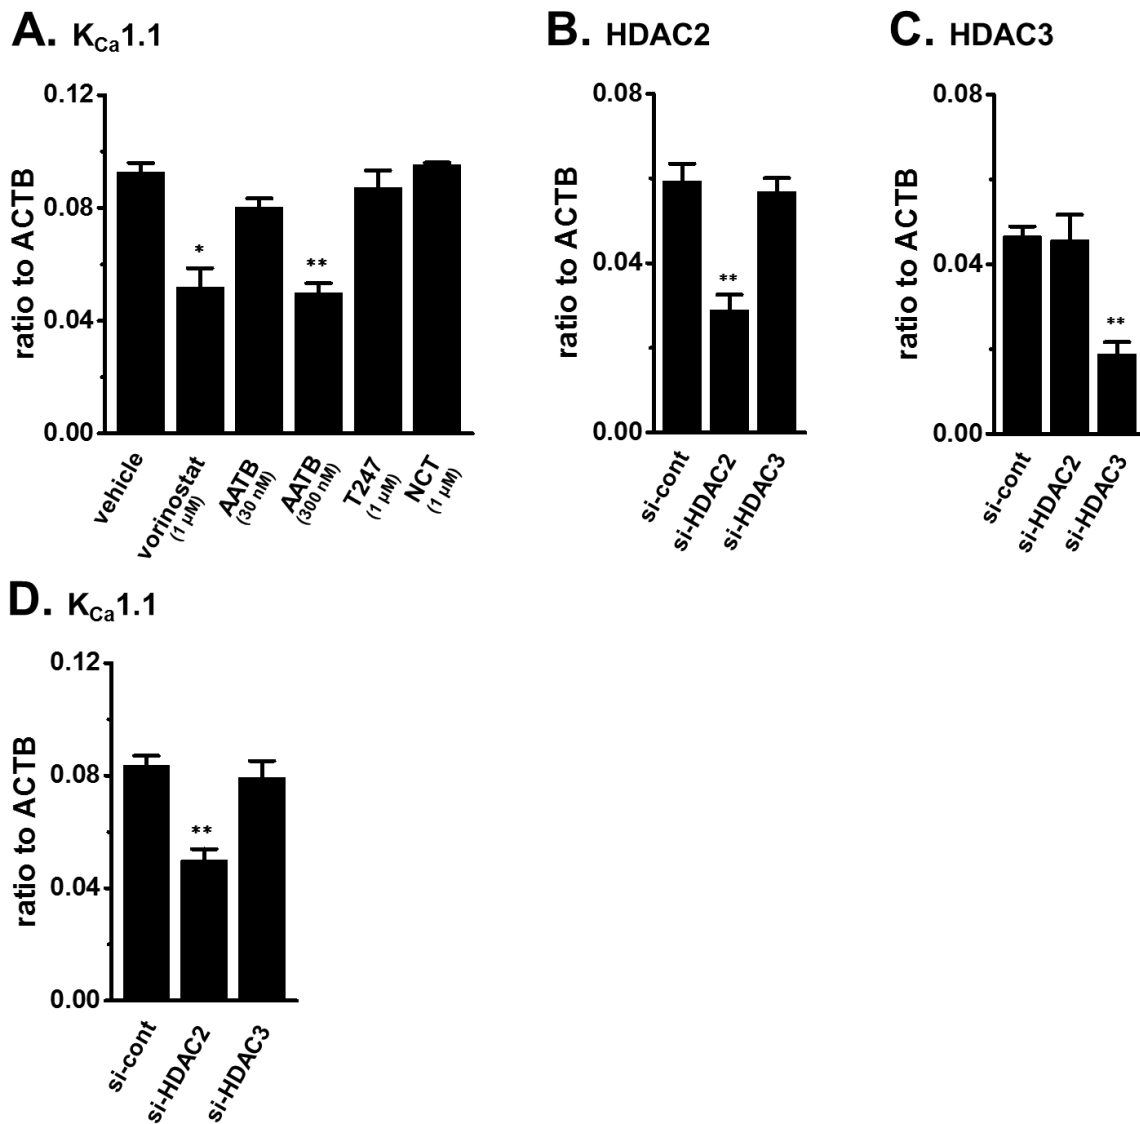 A. KCa1.1
0.12
0.08
0.04
0.00
ratio to ACTB
*
**
vehicle
vorinostat
(1 μM)
AATB
(30 nM)
AATB
(300 nM)
T247
(1 μM)
NCT
(1 μM)
B. HDAC2
0.08
0.04
0.00
ratio to ACTB
**
si-cont
si-HDAC2
si-HDAC3
C. HDAC3
0.08
0.04
0.00
ratio to ACTB
**
si-cont
si-HDAC2
si-HDAC3
D. KCa1.1
0.12
0.08
0.04
0.00
ratio to ACTB
**
si-cont
si-HDAC2
si-HDAC3